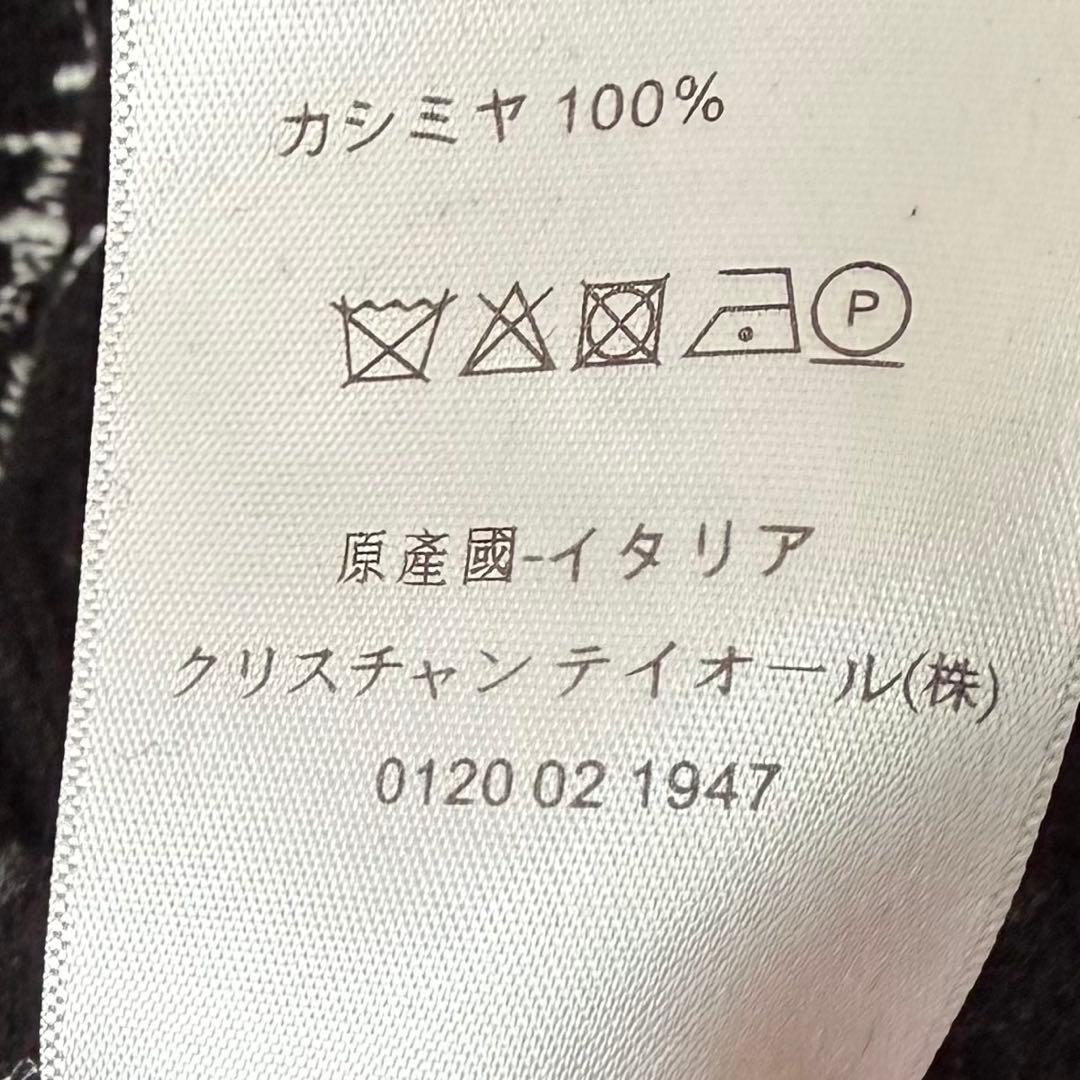 カシミヤ 100%
P
原產國-イタリア
クリスチャン テイオール(株)
0120 02 1947